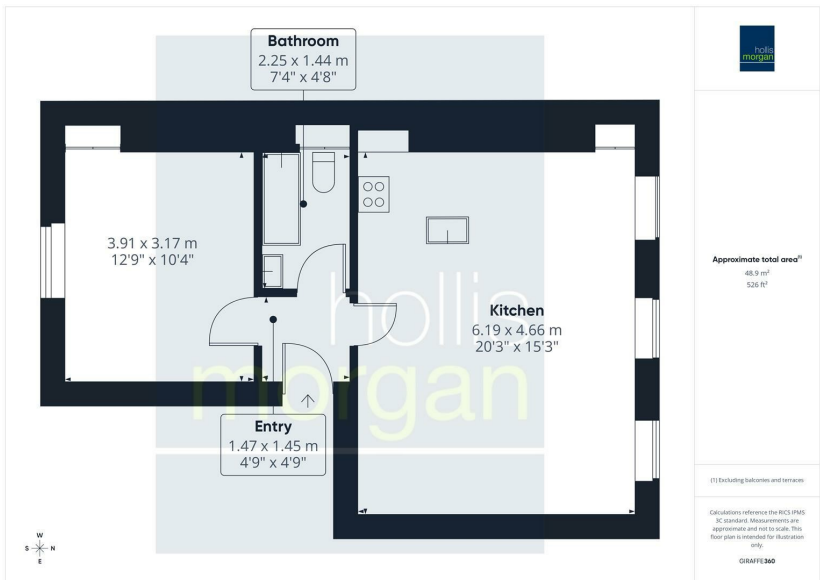 Bathroom
2.25 x 1.44 m
7'4" x 4'8"
3.91 x 3.17 m
12'9" x 10'4"
Kitchen
6.19 x 4.66 m
20'3" x 15'3"
Entry
1.47 x 1.45 m
4'9" x 4'9"
hollis
morgan
W
S N
E
hollis
morgan
Approximate total area(1)
48.9 m²
526 ft²
(1) Excluding balconies and terraces
Calculations reference the RICS IPMS
3C standard. Measurements are
approximate and not to scale. This
floor plan is intended for illustration
only.
GIRAFFE360